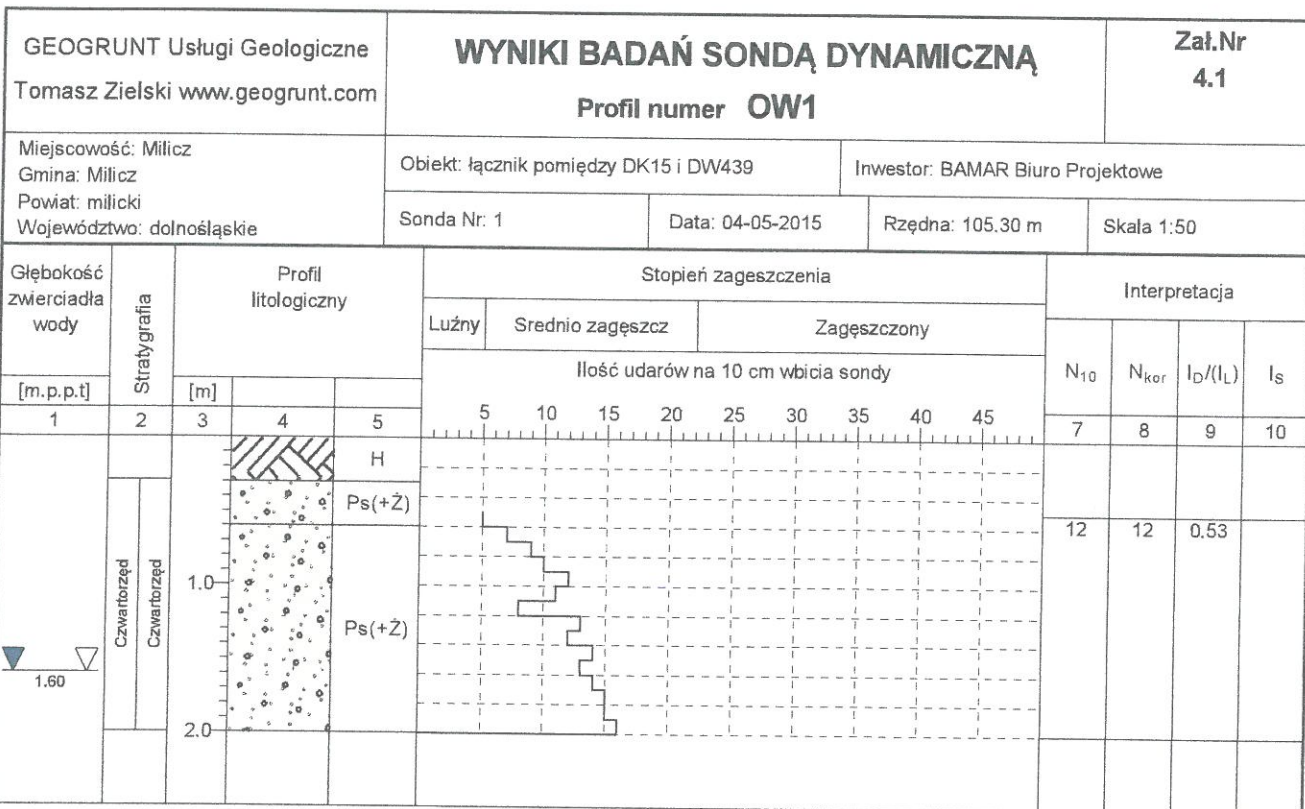 GEOGRUNT Usługi Geologiczne
Tomasz Zielski www.geogrunt.com
WYNIKI BADAŃ SONDĄ DYNAMICZNĄ
Profil numer OW1
Zał.Nr
4.1
Miejscowość: Milicz
Gmina: Milicz
Powiat: milicki
Województwo: dolnośląskie
Obiekt: łącznik pomiędzy DK15 i DW439
Inwestor: BAMAR Biuro Projektowe
Sonda Nr: 1
Data: 04-05-2015
Rzędna: 105.30 m
Skala 1:50
Głębokość
zwierciadła
wody
[m.p.p.t]
Stratygrafia
Profil
litologiczny
[m]
Stopień zageszczenia
Luźny
Srednio zagęszcz
Zagęszczony
Ilość udarów na 10 cm wbicia sondy
5 10 15 20 25 30 35 40 45
Interpretacja
N10 Nkor ID/(IL) IS
1 2 3 4 5 7 8 9 10
H
Ps(+Ż)
12 12 0.53
1.0
Czwartorzęd
Czwartorzęd
Ps(+Ż)
1.60
2.0